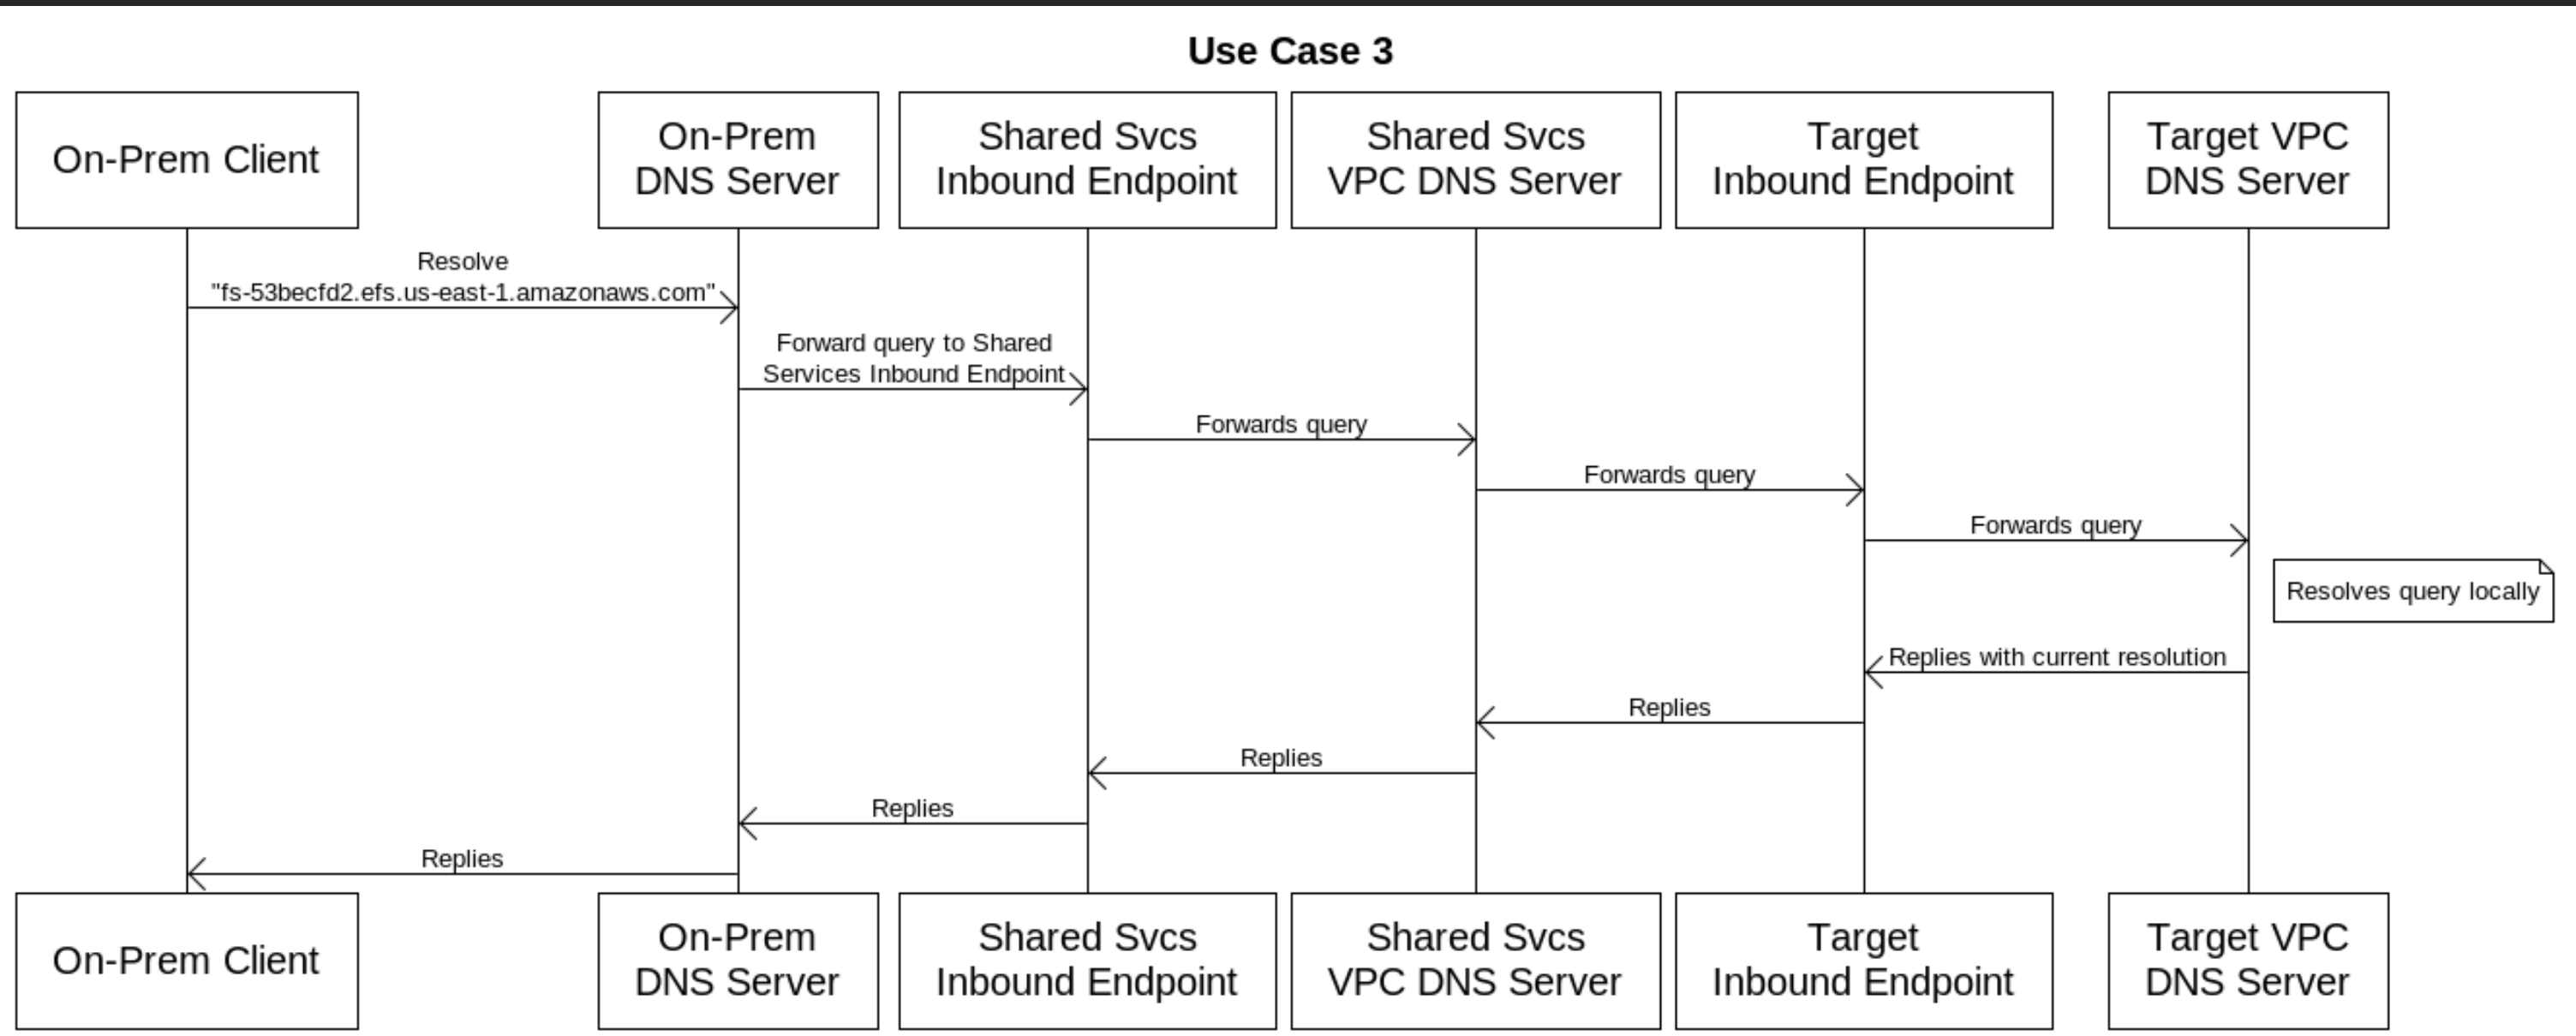 Use Case 3
On-Prem Client
On-Prem
DNS Server
Shared Svcs
Inbound Endpoint
Shared Svcs
VPC DNS Server
Target
Inbound Endpoint
Target VPC
DNS Server
Resolve
"fs-53becfd2.efs.us-east-1.amazonaws.com"
Forward query to Shared
Services Inbound Endpoint
Forwards query
Forwards query
Forwards query
Resolves query locally
Replies with current resolution
Replies
Replies
Replies
Replies
On-Prem Client
On-Prem
DNS Server
Shared Svcs
Inbound Endpoint
Shared Svcs
VPC DNS Server
Target
Inbound Endpoint
Target VPC
DNS Server